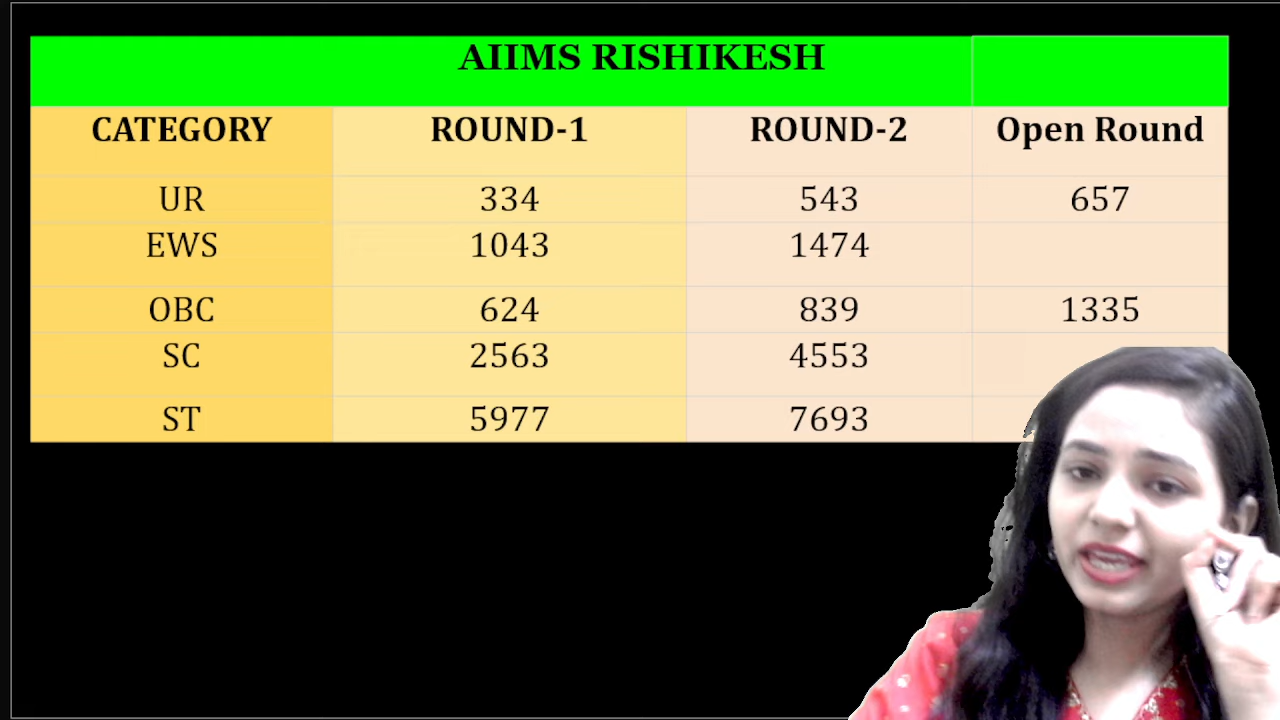 AIIMS RISHIKESH
CATEGORY ROUND-1 ROUND-2 Open Round
UR 334 543 657
EWS 1043 1474
OBC 624 839 1335
SC 2563 4553
ST 5977 7693